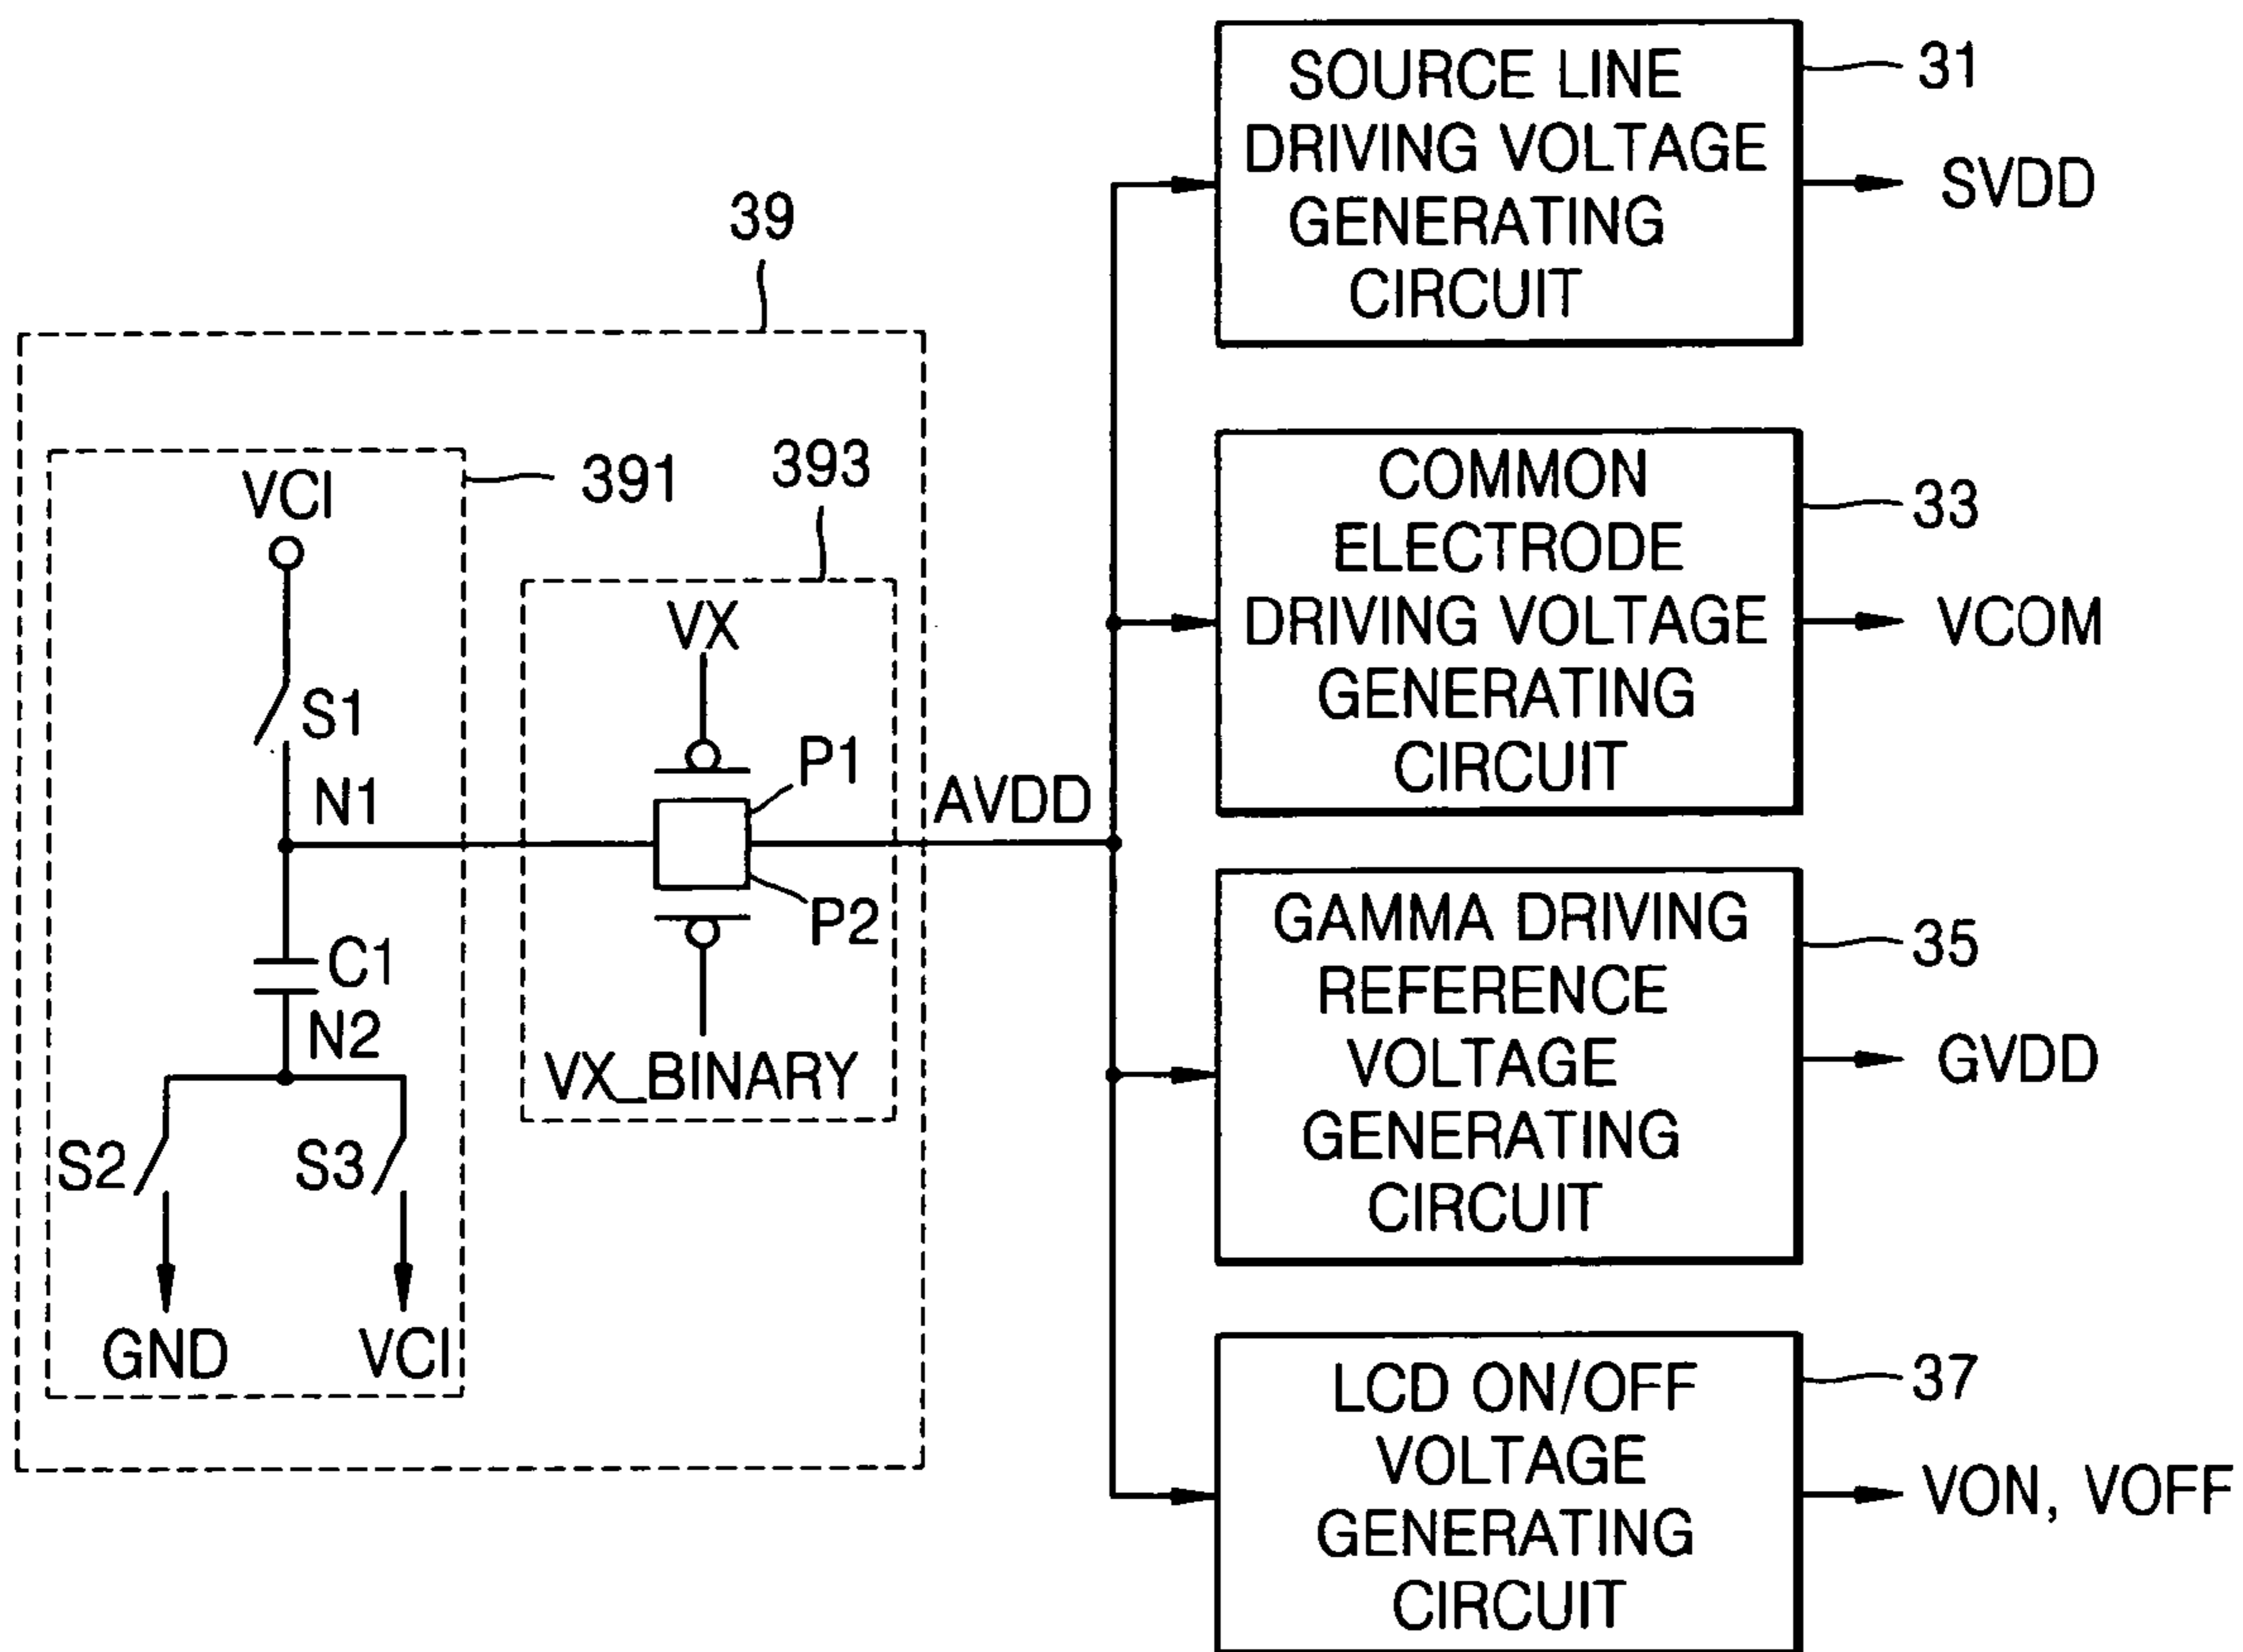 39
391
VCI
S1
N1
C1
N2
S2
S3
GND
VCI
393
VX
P1
P2
VX_BINARY
AVDD
SOURCE LINE
DRIVING VOLTAGE
GENERATING
CIRCUIT
31
SVDD
COMMON
ELECTRODE
DRIVING VOLTAGE
GENERATING
CIRCUIT
33
VCOM
GAMMA DRIVING
REFERENCE
VOLTAGE
GENERATING
CIRCUIT
35
GVDD
LCD ON/OFF
VOLTAGE
GENERATING
CIRCUIT
37
VON, VOFF